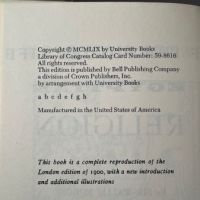 Copyright © MCMLIX by University Books
Library of Congress Catalog Card Number: 59-8616
All rights reserved.
This edition is published by Bell Publishing Company
a division of Crown Publishers, Inc.
by arrangement with University Books
a b c d e f g h
Manufactured in the United States of America
This book is a complete reproduction of the
London edition of 1900, with a new introduction
and additional illustrations